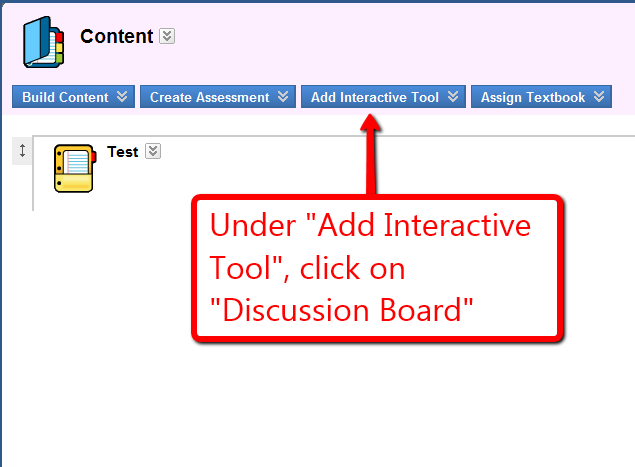 Content
Build Content Create Assessment Add Interactive Tool Assign Textbook
Test
Under "Add Interactive
Tool", click on
"Discussion Board"